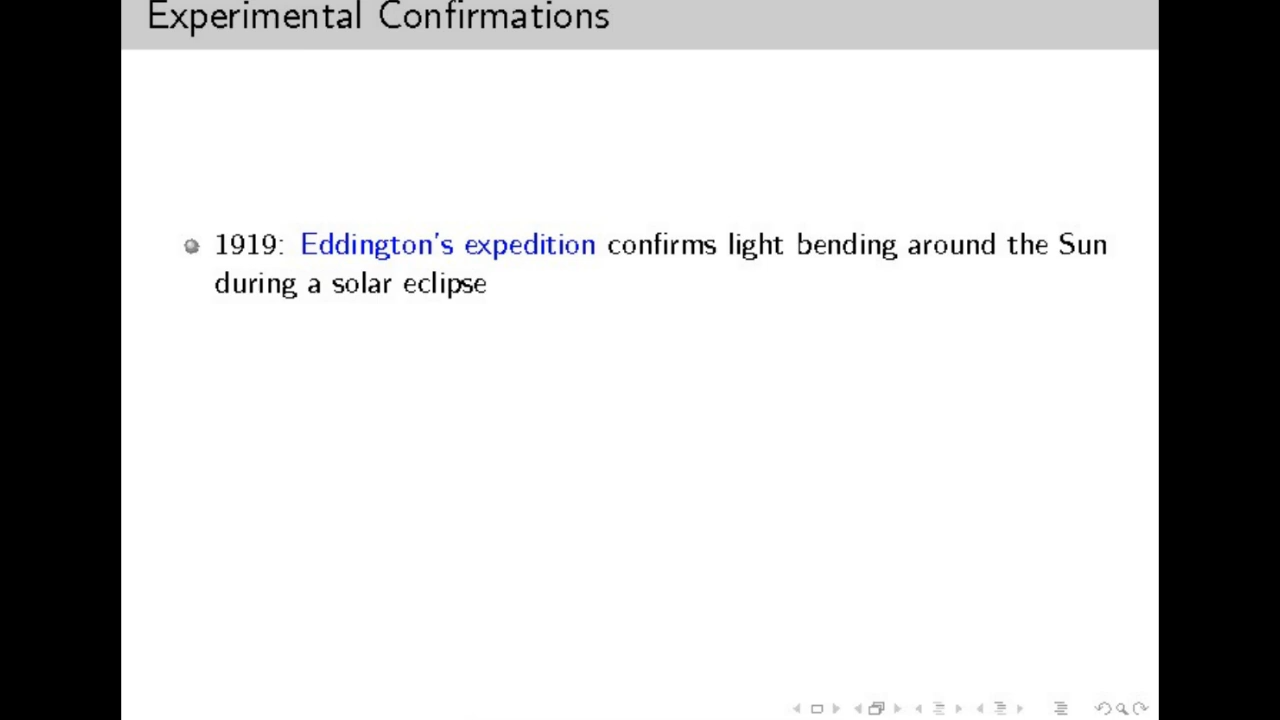 Experimental Confirmations
1919: Eddington's expedition confirms light bending around the Sun
during a solar eclipse